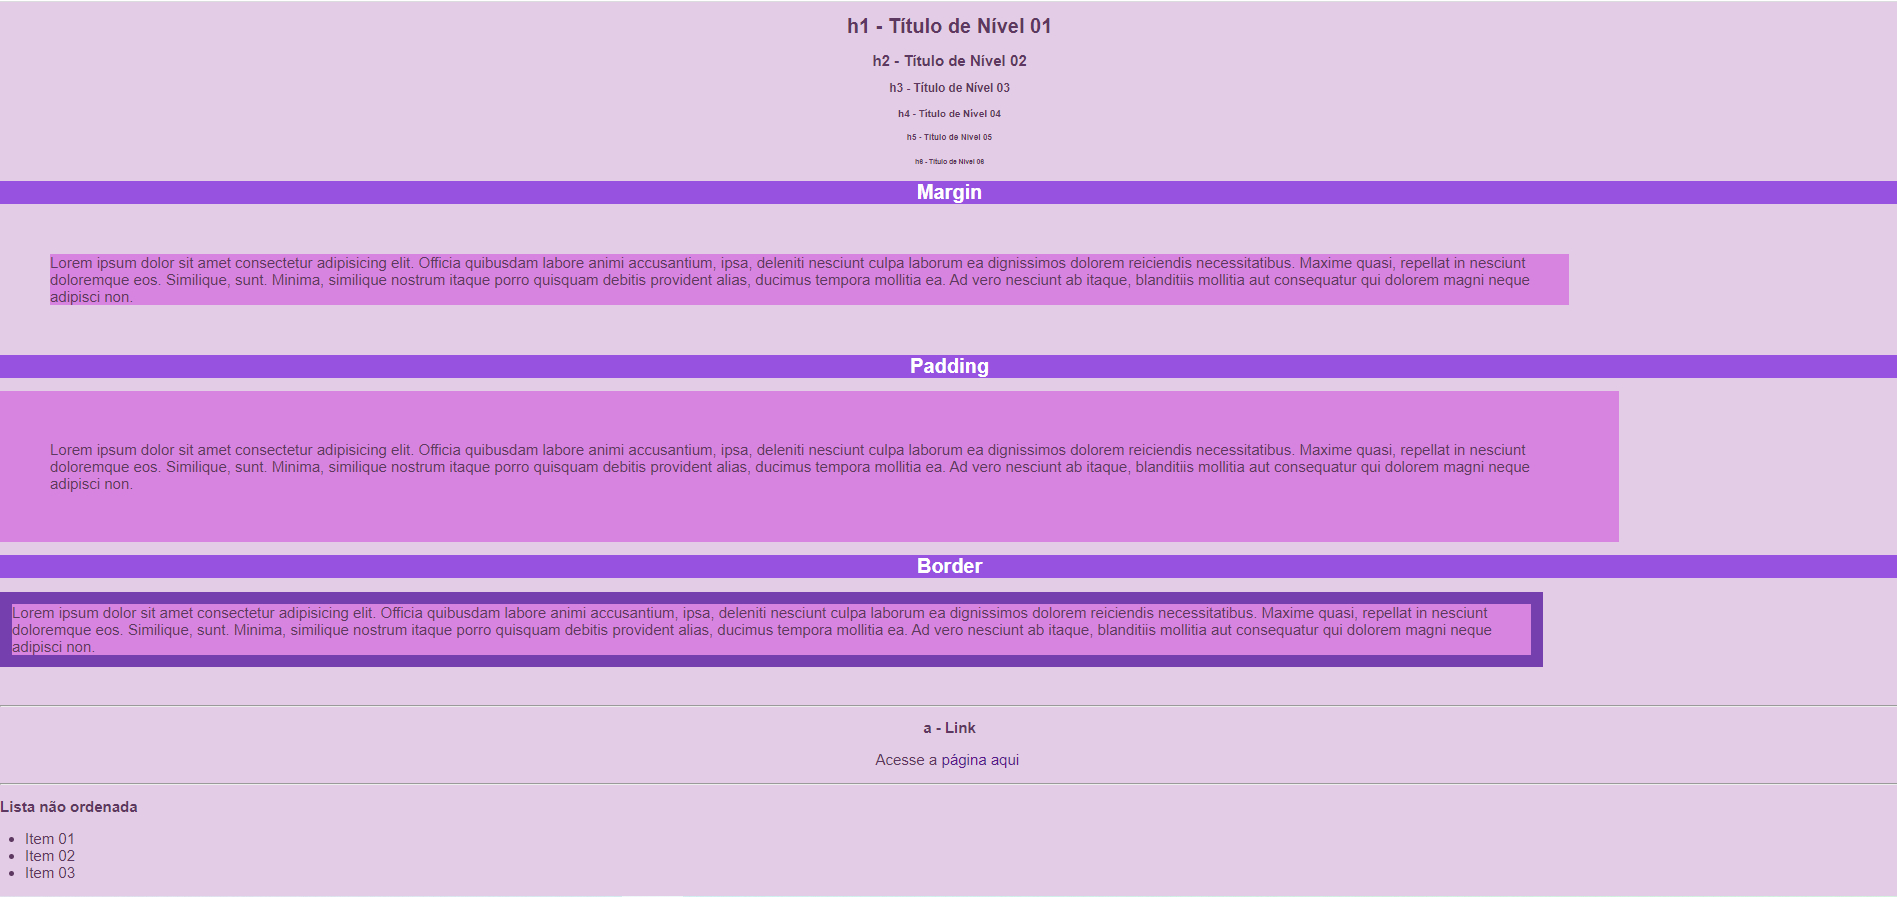 h1 - Título de Nível 01
h2 - Título de Nível 02
h3 - Título de Nível 03
h4 - Título de Nível 04
h5 - Título de Nível 05
h6 - Título de Nível 06
Margin
Lorem ipsum dolor sit amet consectetur adipisicing elit. Officia quibusdam labore animi accusantium, ipsa, deleniti nesciunt culpa laborum ea dignissimos dolorem reiciendis necessitatibus. Maxime quasi, repellat in nesciunt
doloremque eos. Similique, sunt. Minima, similique nostrum itaque porro quisquam debitis provident alias, ducimus tempora mollitia ea. Ad vero nesciunt ab itaque, blanditiis mollitia aut consequatur qui dolorem magni neque
adipisci non.
Padding
Lorem ipsum dolor sit amet consectetur adipisicing elit. Officia quibusdam labore animi accusantium, ipsa, deleniti nesciunt culpa laborum ea dignissimos dolorem reiciendis necessitatibus. Maxime quasi, repellat in nesciunt
doloremque eos. Similique, sunt. Minima, similique nostrum itaque porro quisquam debitis provident alias, ducimus tempora mollitia ea. Ad vero nesciunt ab itaque, blanditiis mollitia aut consequatur qui dolorem magni neque
adipisci non.
Border
Lorem ipsum dolor sit amet consectetur adipisicing elit. Officia quibusdam labore animi accusantium, ipsa, deleniti nesciunt culpa laborum ea dignissimos dolorem reiciendis necessitatibus. Maxime quasi, repellat in nesciunt
doloremque eos. Similique, sunt. Minima, similique nostrum itaque porro quisquam debitis provident alias, ducimus tempora mollitia ea. Ad vero nesciunt ab itaque, blanditiis mollitia aut consequatur qui dolorem magni neque
adipisci non.
a - Link
Acesse a página aqui
Lista não ordenada
• Item 01
• Item 02
• Item 03